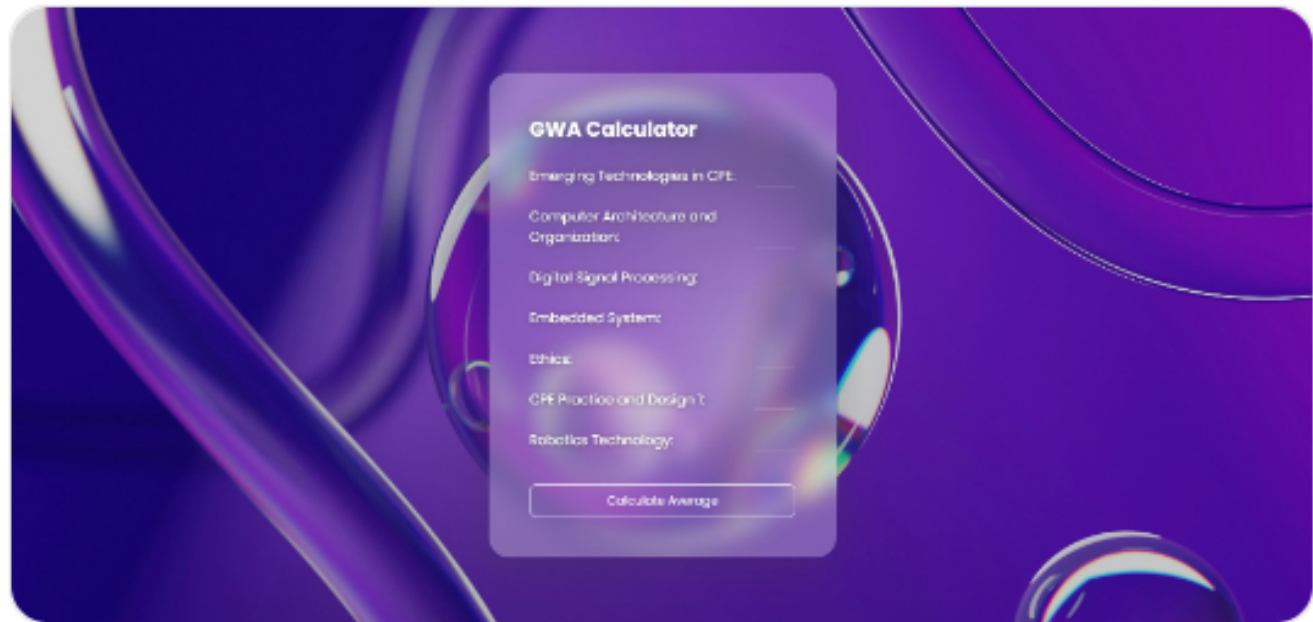 GWA Calculator
Emerging Technologies in CPE:
Computer Architecture and
Organization:
Digital Signal Processing:
Embedded System:
Ethics:
CPE Practice and Design 1:
Robotics Technology:
Calculate Average